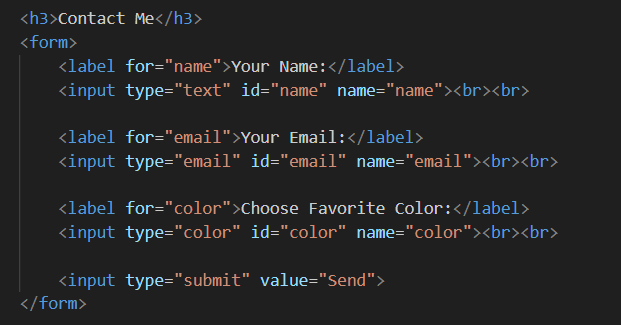 <h3>Contact Me</h3>
<form>
<label for="name">Your Name:</label>
<input type="text" id="name" name="name"><br><br>
<label for="email">Your Email:</label>
<input type="email" id="email" name="email"><br><br>
<label for="color">Choose Favorite Color:</label>
<input type="color" id="color" name="color"><br><br>
<input type="submit" value="Send">
</form>